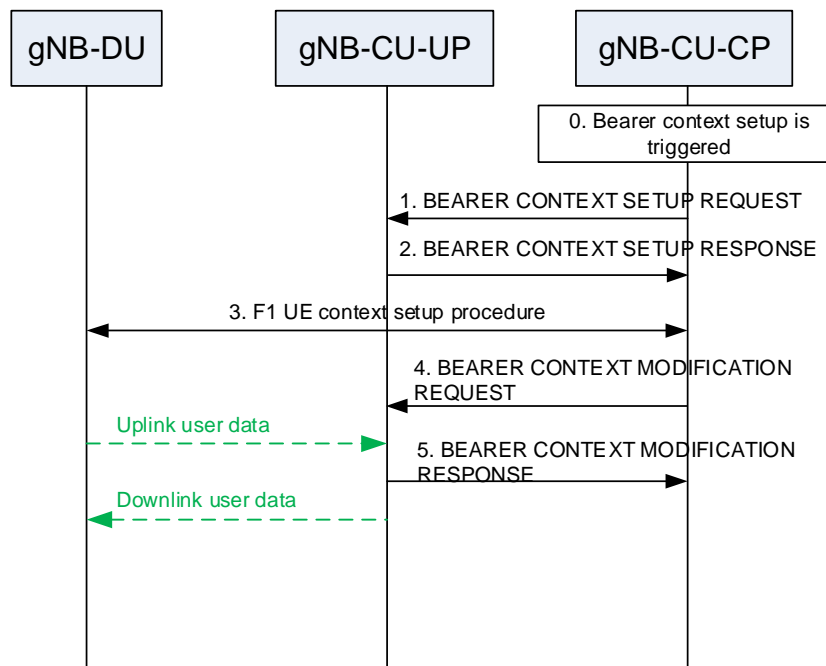 gNB-DU
gNB-CU-UP
gNB-CU-CP
0. Bearer context setup is
triggered
1. BEARER CONTEXT SETUP REQUEST
2. BEARER CONTEXT SETUP RESPONSE
3. F1 UE context setup procedure
4. BEARER CONTEXT MODIFICATION
REQUEST
Uplink user data
5. BEARER CONTEXT MODIFICATION
RESPONSE
Downlink user data